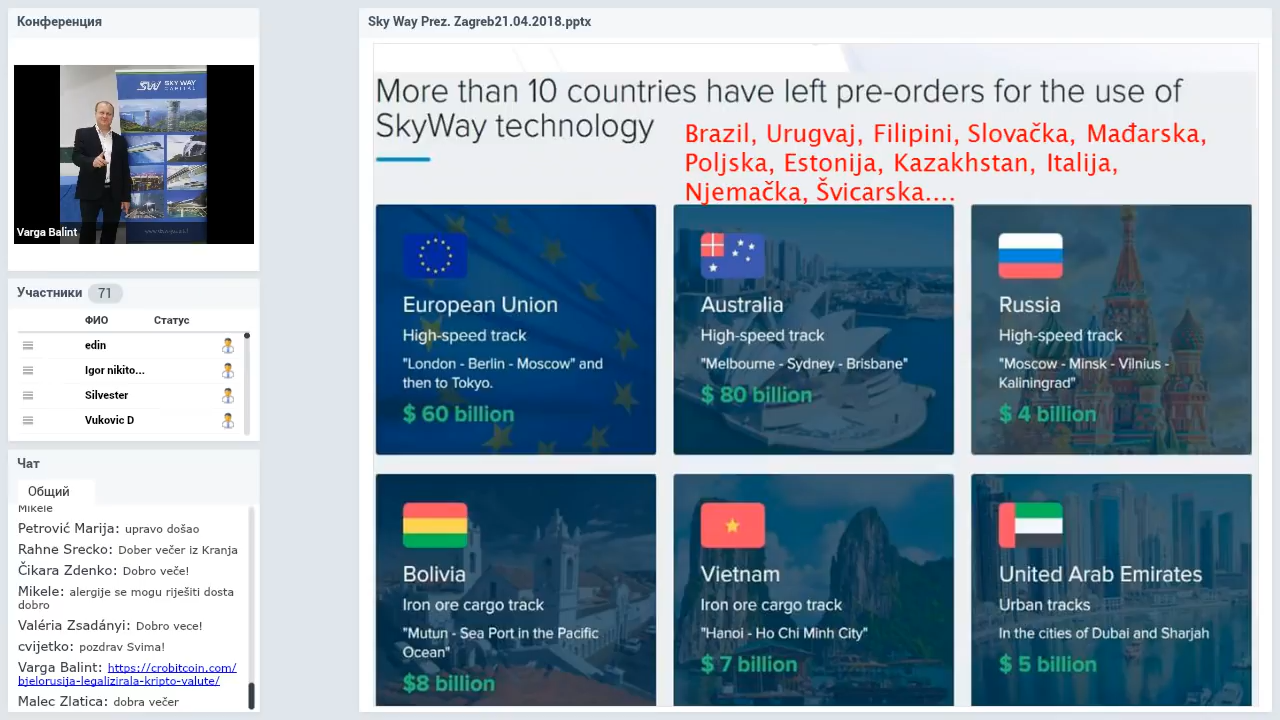 Конференция
SKY WAY
CAPITAL
Varga Balint
Участники 71
ФИО Статус
edin
Igor nikito...
Silvester
Vukovic D
Чат
Общий
Mikele
Petrović Marija: upravo došao
Rahne Srecko: Dober večer iz Kranja
Čikara Zdenko: Dobro veče!
Mikele: alergije se mogu riješiti dosta
dobro
Valéria Zsadányi: Dobro vece!
cvijetko: pozdrav Svima!
Varga Balint: https://crobitcoin.com/
bjelorusija-legalizirala-kripto-valute/
Malec Zlatica: dobra večer
Sky Way Prez. Zagreb21.04.2018.pptx
More than 10 countries have left pre-orders for the use of
SkyWay technology
Brazil, Urugvaj, Filipini, Slovačka, Mađarska,
Poljska, Estonija, Kazakhstan, Italija,
Njemačka, Švicarska....
European Union
High-speed track
"London - Berlin - Moscow" and
then to Tokyo.
$ 60 billion
Australia
High-speed track
"Melbourne - Sydney - Brisbane"
$ 80 billion
Russia
High-speed track
"Moscow - Minsk - Vilnius -
Kaliningrad"
$ 4 billion
Bolivia
Iron ore cargo track
"Mutun - Sea Port in the Pacific
Ocean"
$8 billion
Vietnam
Iron ore cargo track
"Hanoi - Ho Chi Minh City"
$ 7 billion
United Arab Emirates
Urban tracks
In the cities of Dubai and Sharjah
$ 5 billion